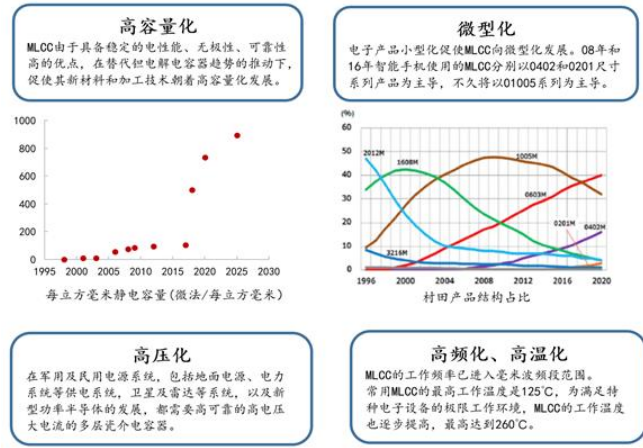 高容量化
MLCC由于具备稳定的电性能、无极性、可靠性
高的优点，在替代钽电解电容器趋势的推动下，
促使其新材料和加工技术朝着高容量化发展。
微型化
电子产品小型化促使MLCC向微型化发展。08年和
16年智能手机使用的MLCC分别以0402和0201尺寸
系列产品为主导，不久将以01005系列为主导。
1000
800
600
400
200
0
1995 2000 2005 2010 2015 2020 2025 2030
每立方毫米静电容量(微法/每立方毫米)
(%)
60
50
40
30
20
10
0
2012M
1608M
1005M
0603M
0201M
0402M
3216M
1996 2000 2004 2008 2012 2016 2020
村田产品结构占比
高压化
在军用及民用电源系统，包括地面电源、电力
系统等供电系统，卫星及雷达等系统，以及新型
功率半导体的发展，都需要高可靠的高电压
大电流的多层瓷介电容器。
高频化、高温化
MLCC的工作频率已进入毫米波频段范围。
常用MLCC的最高工作温度是125℃，为满足特
种电子设备的极限工作环境，MLCC的工作温度
也逐步提高，最高达到260℃。